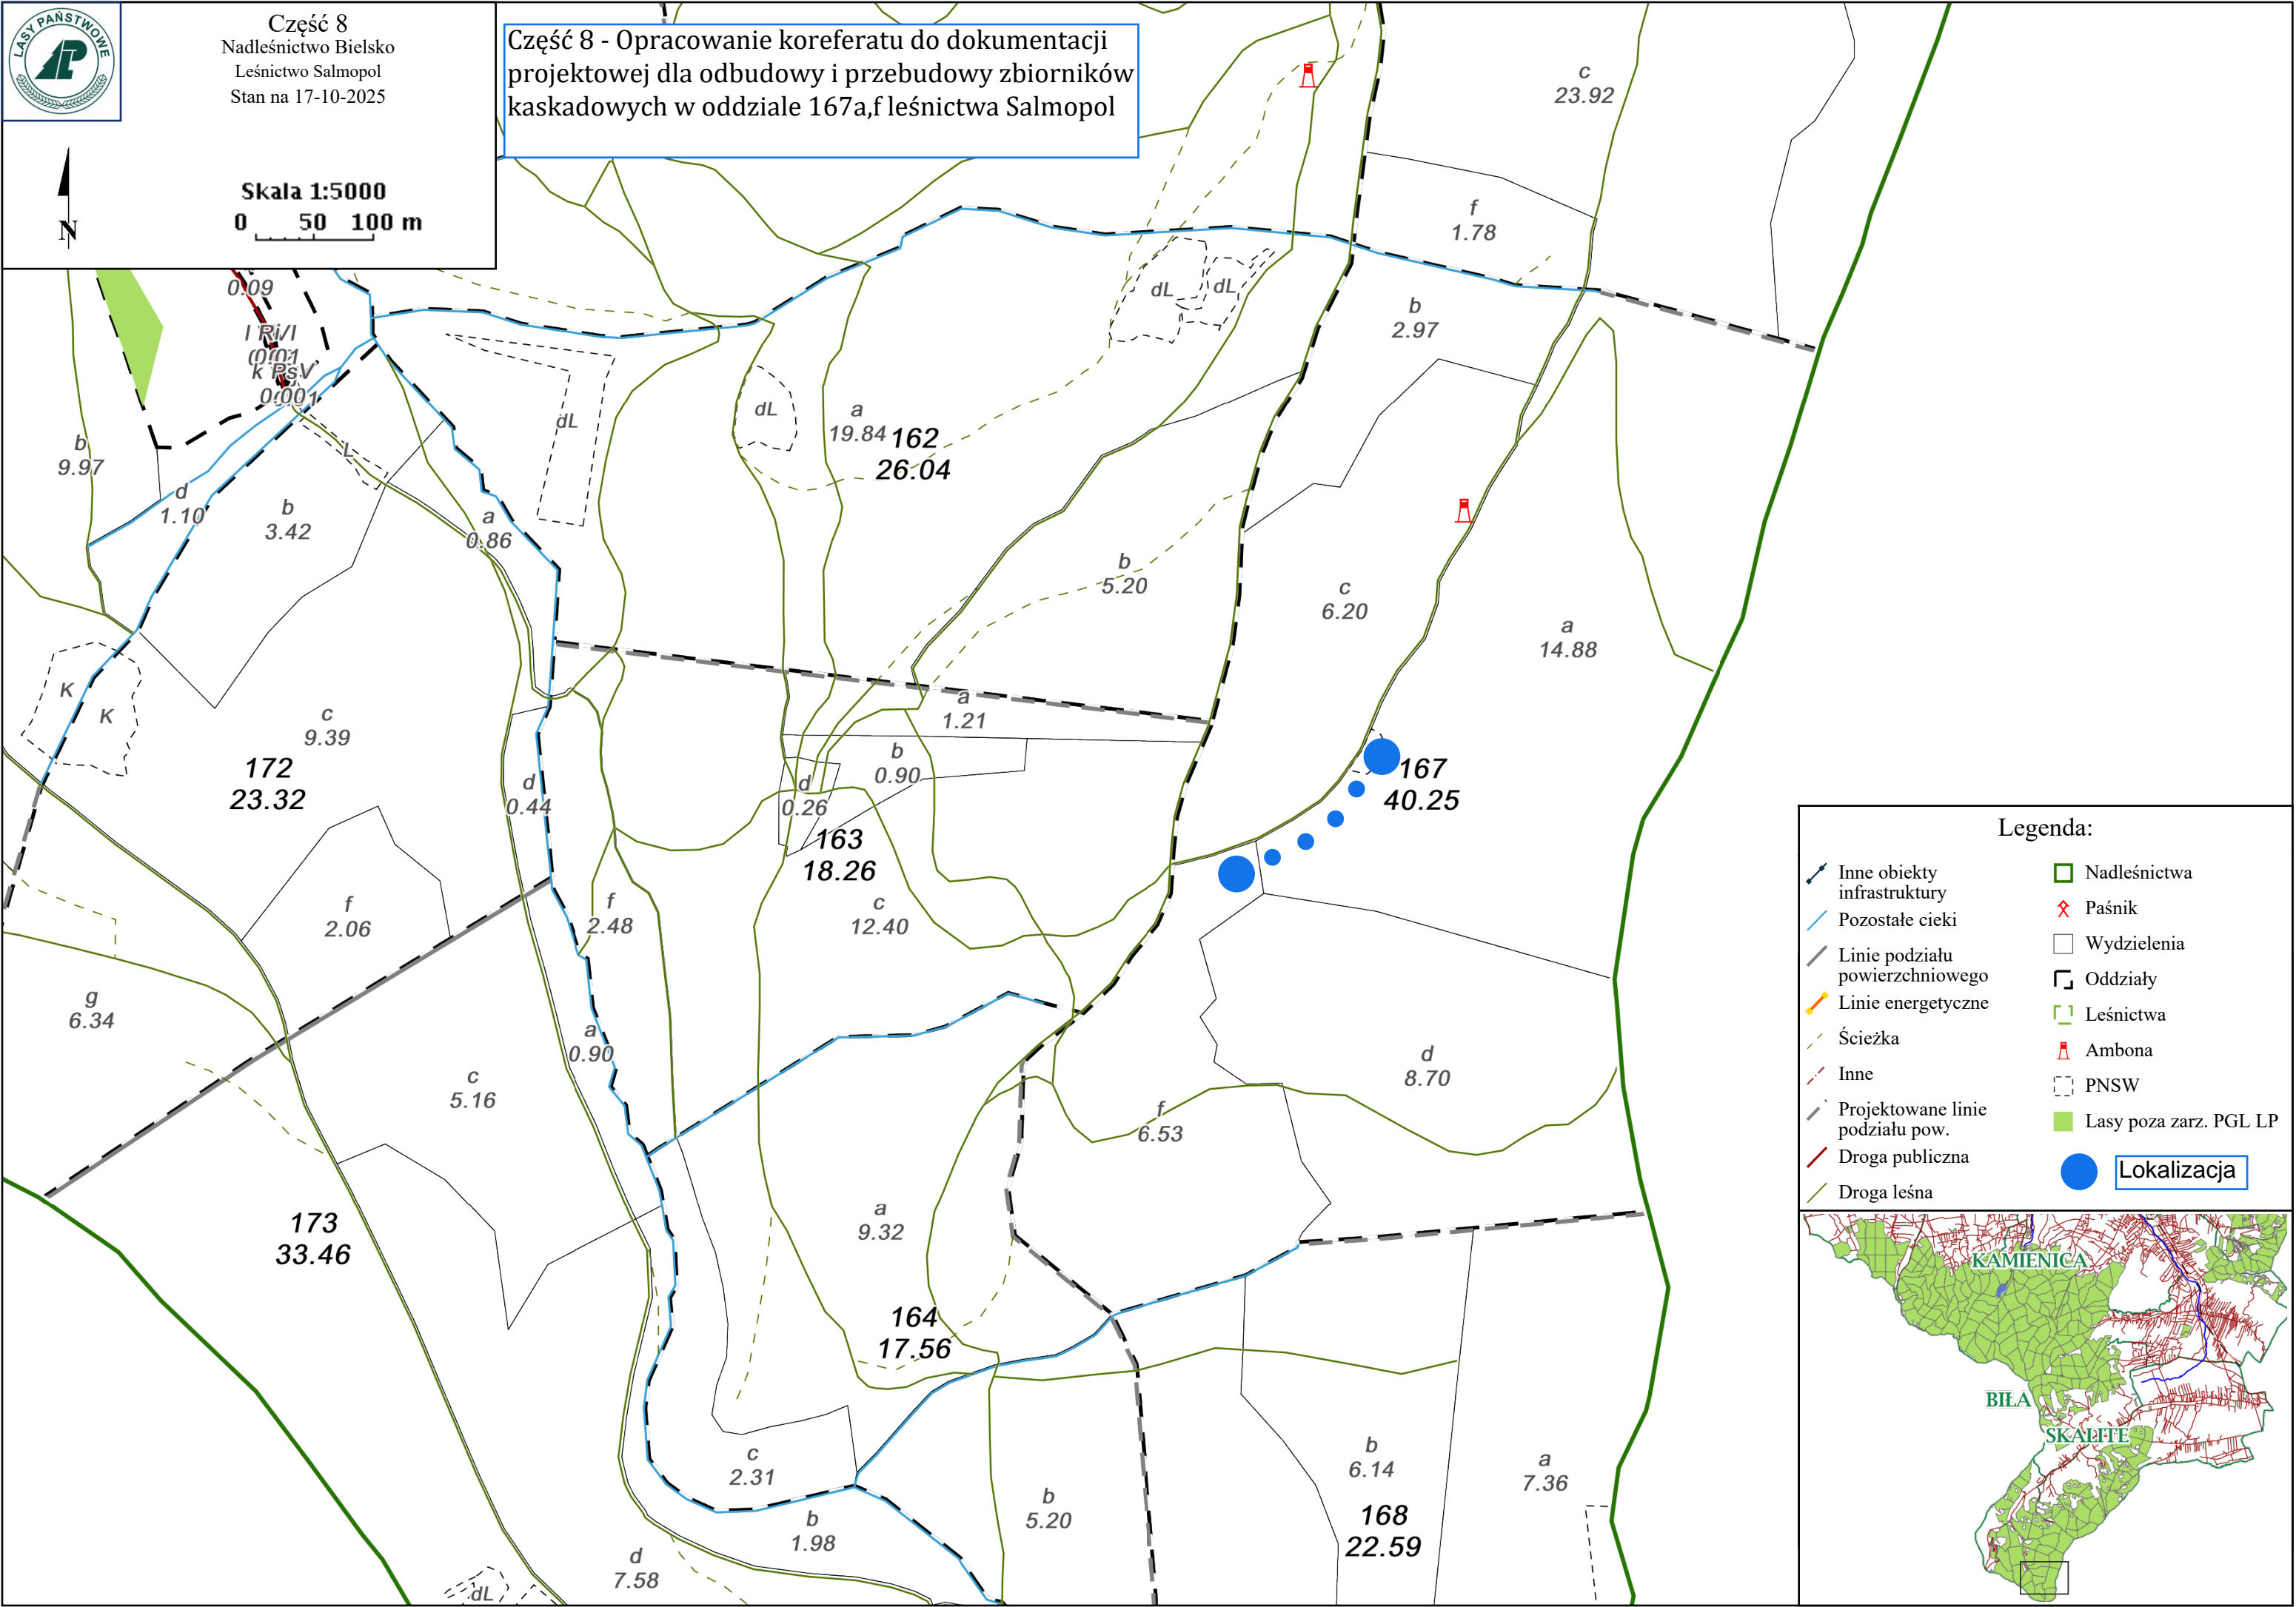 LASY PAŃSTWOWE
Część 8
Nadleśnictwo Bielsko
Leśnictwo Salmopol
Stan na 17-10-2025
N
Skala 1:5000
0 50 100 m
Część 8 - Opracowanie koreferatu do dokumentacji
projektowej dla odbudowy i przebudowy zbiorników
kaskadowych w oddziale 167a,f leśnictwa Salmopol
c
23.92
f
1.78
b
2.97
dL
dL
0.09
k PsV
b
9.97
d
1.10
b
3.42
L
a
0.86
dL
dL
a
19.84
162
26.04
b
5.20
c
6.20
a
14.88
K
K
c
9.39
172
23.32
a
1.21
b
0.90
d
0.26
d
0.44
163
18.26
167
40.25
f
2.06
f
2.48
c
12.40
g
6.34
a
0.90
c
5.16
d
8.70
f
6.53
173
33.46
a
9.32
164
17.56
c
2.31
b
1.98
b
5.20
b
6.14
a
7.36
168
22.59
d
7.58
dL
Legenda:
Inne obiekty
infrastruktury
Pozostałe cieki
Linie podziału
powierzchniowego
Linie energetyczne
Ścieżka
Inne
Projektowane linie
podziału pow.
Droga publiczna
Droga leśna
Nadleśnictwa
Paśnik
Wydzielenia
Oddziały
Leśnictwa
Ambona
PNSW
Lasy poza zarz. PGL LP
Lokalizacja
KAMIENICA
BIŁA
SKALITE